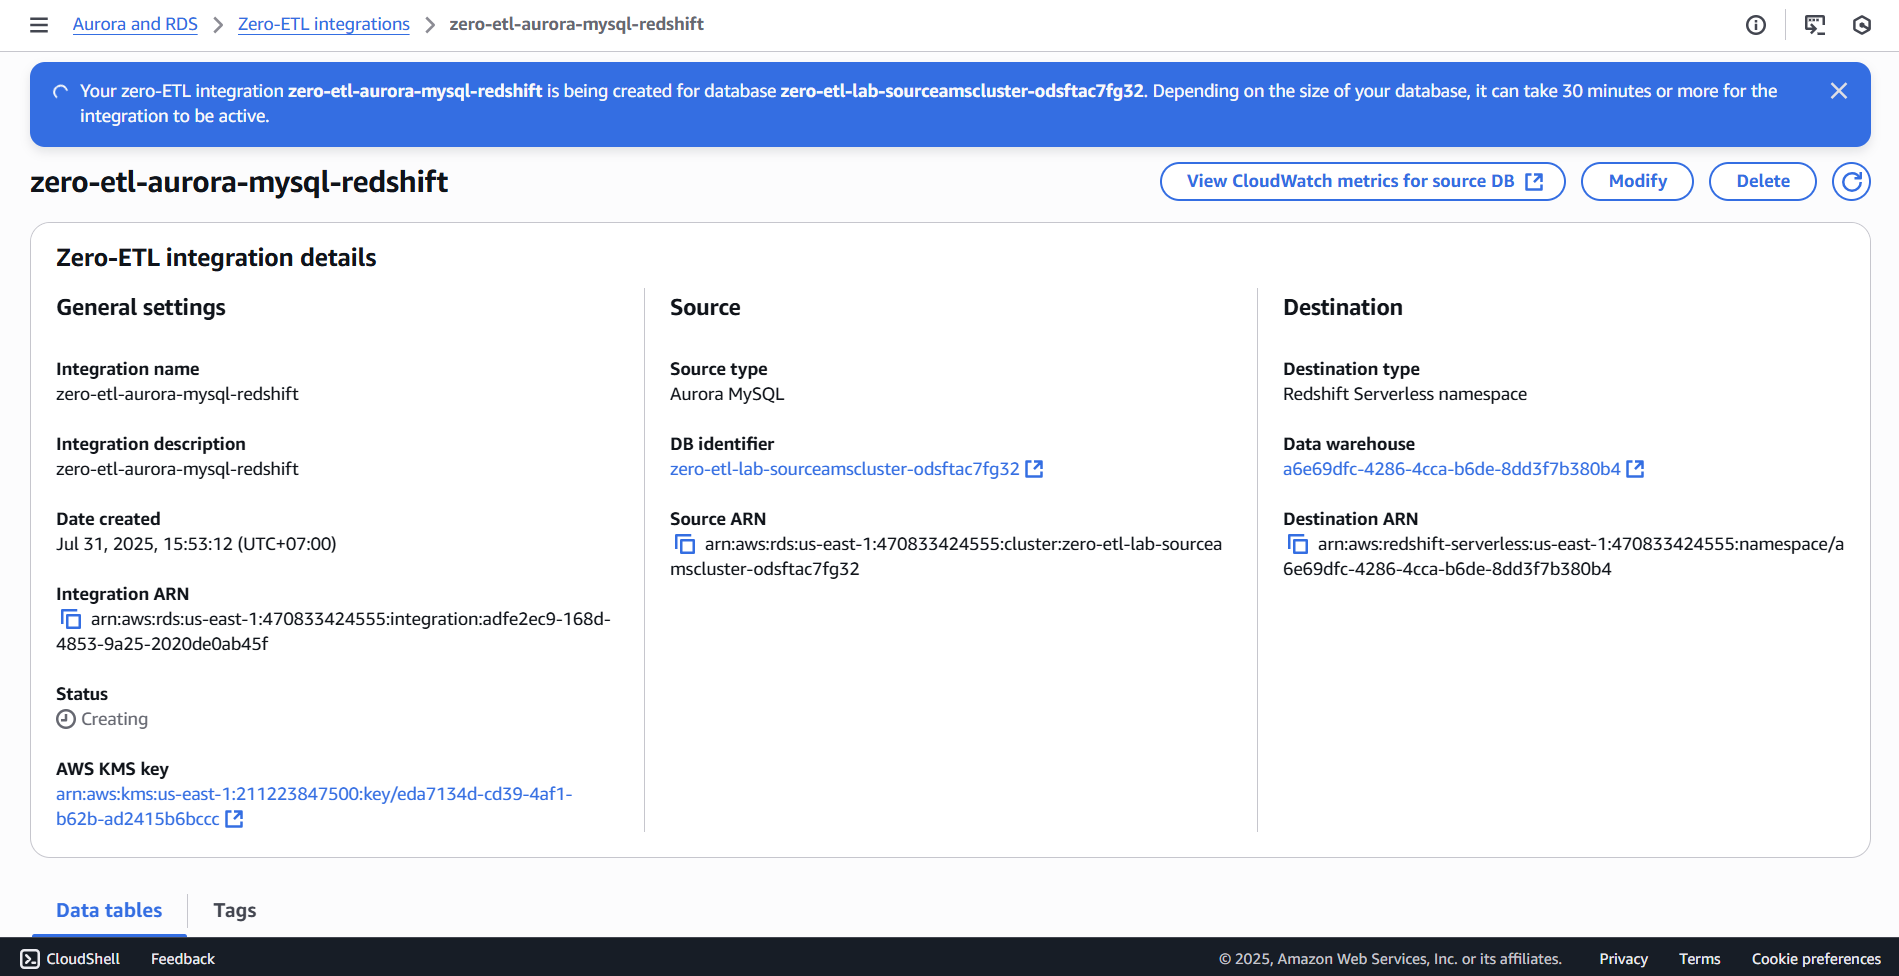 Aurora and RDS > Zero-ETL integrations > zero-etl-aurora-mysql-redshift
Your zero-ETL integration zero-etl-aurora-mysql-redshift is being created for database zero-etl-lab-sourceamscluster-odsftac7fg32. Depending on the size of your database, it can take 30 minutes or more for the
integration to be active.
zero-etl-aurora-mysql-redshift
View CloudWatch metrics for source DB
Modify
Delete
Zero-ETL integration details
General settings
Integration name
zero-etl-aurora-mysql-redshift
Integration description
zero-etl-aurora-mysql-redshift
Date created
Jul 31, 2025, 15:53:12 (UTC+07:00)
Integration ARN
arn:aws:rds:us-east-1:470833424555:integration:adfe2ec9-168d-
4853-9a25-2020de0ab45f
Status
Creating
AWS KMS key
arn:aws:kms:us-east-1:211223847500:key/eda7134d-cd39-4af1-
b62b-ad2415b6bccc
Source
Source type
Aurora MySQL
DB identifier
zero-etl-lab-sourceamscluster-odsftac7fg32
Source ARN
arn:aws:rds:us-east-1:470833424555:cluster:zero-etl-lab-sourcea
mscluster-odsftac7fg32
Destination
Destination type
Redshift Serverless namespace
Data warehouse
a6e69dfc-4286-4cca-b6de-8dd3f7b380b4
Destination ARN
arn:aws:redshift-serverless:us-east-1:470833424555:namespace/a
6e69dfc-4286-4cca-b6de-8dd3f7b380b4
Data tables
Tags
CloudShell
Feedback
© 2025, Amazon Web Services, Inc. or its affiliates.
Privacy
Terms
Cookie preferences